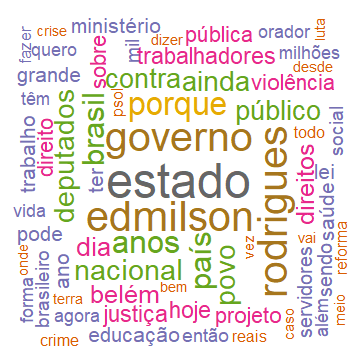 crise ministério pública orador luta
fazer
quero mil dizer trabalhadores milhões
grande sobre contra ainda desde
têm psol violência
deputados brasil porque público todo social
trabalho direito governo
ter estado rodrigues direitos lei saúde
vida edmilson
pode dia anos país povo vez vai reforma
onde ano nacional bem servidores sendo
forma brasileiro terra belém hoje projeto além meio
agora justiça caso
crime educação então reais